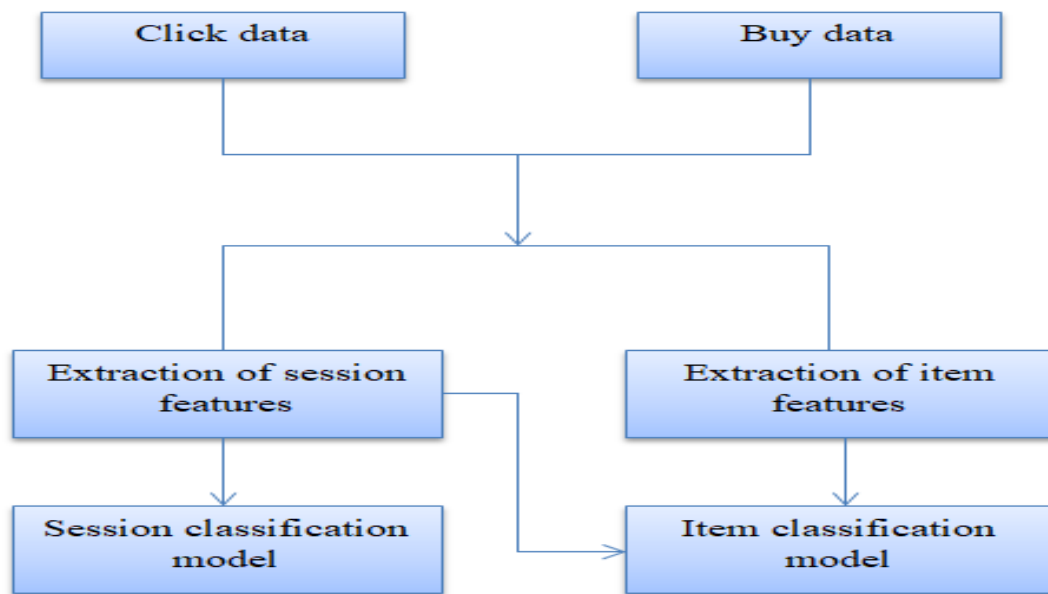 Click data
Buy data
Extraction of session
features
Extraction of item
features
Session classification
model
Item classification
model